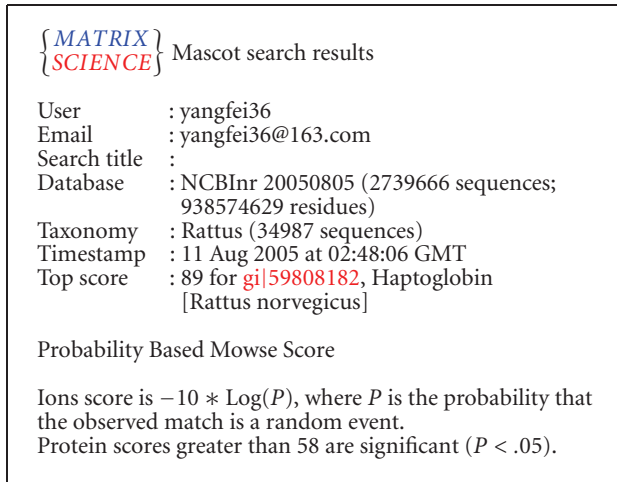 MATRIX
SCIENCE Mascot search results
User : yangfei36
Email : yangfei36@163.com
Search title :
Database : NCBInr 20050805 (2739666 sequences;
938574629 residues)
Taxonomy : Rattus (34987 sequences)
Timestamp : 11 Aug 2005 at 02:48:06 GMT
Top score : 89 for gi|59808182, Haptoglobin
[Rattus norvegicus]
Probability Based Mowse Score
Ions score is −10 ∗ Log(P), where P is the probability that
the observed match is a random event.
Protein scores greater than 58 are significant (P < .05).